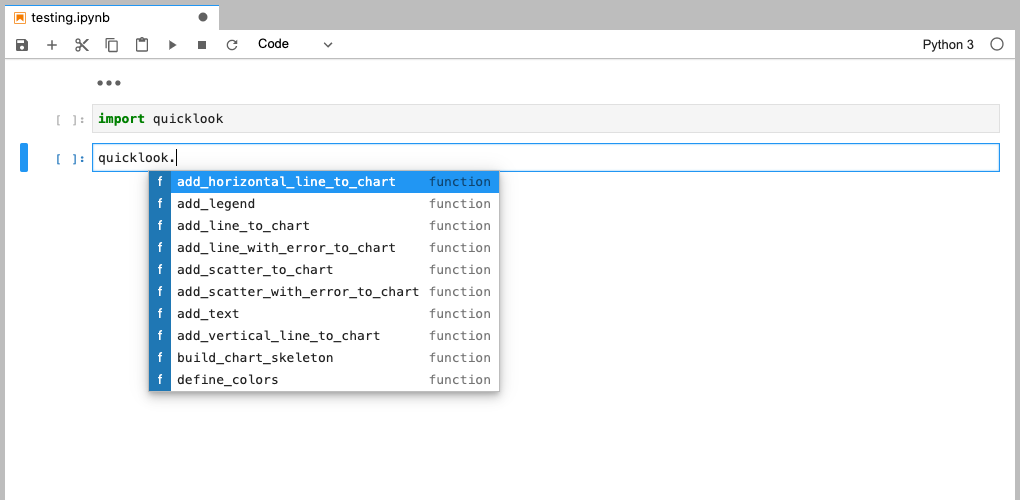 testing.ipynb
Code
Python 3
•••
[ ]: import quicklook
[ ]: quicklook.
f add_horizontal_line_to_chart function
f add_legend function
f add_line_to_chart function
f add_line_with_error_to_chart function
f add_scatter_to_chart function
f add_scatter_with_error_to_chart function
f add_text function
f add_vertical_line_to_chart function
f build_chart_skeleton function
f define_colors function